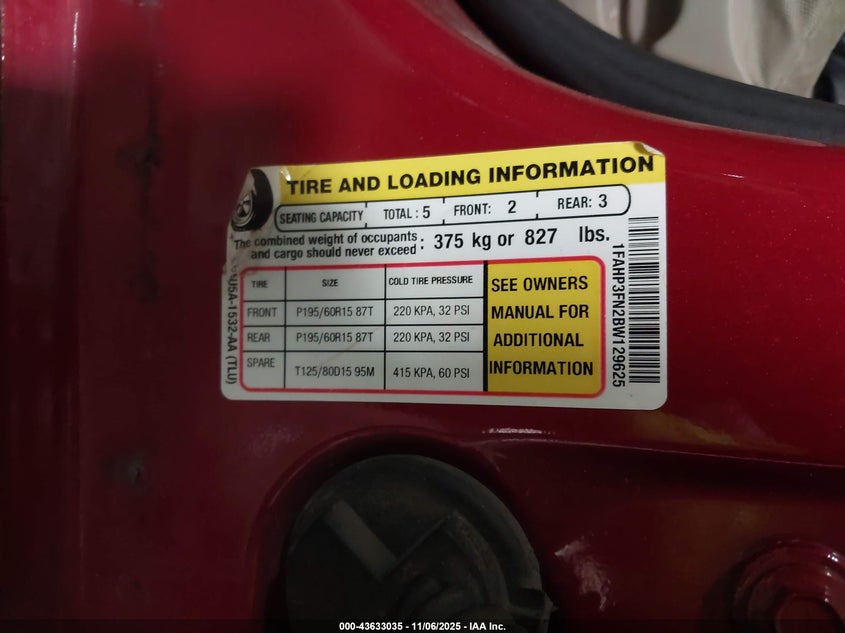 TIRE AND LOADING INFORMATION
SEATING CAPACITY TOTAL : 5 FRONT: 2 REAR: 3
The combined weight of occupants and cargo should never exceed : 375 kg or 827 lbs.
TIRE SIZE COLD TIRE PRESSURE
FRONT P195/60R15 87T 220 KPA, 32 PSI
REAR P195/60R15 87T 220 KPA, 32 PSI
SPARE T125/80D15 95M 415 KPA, 60 PSI
SEE OWNERS
MANUAL FOR
ADDITIONAL
INFORMATION
1FAHP3FN2BW129625
U5A-1532-AA (TLU)
000-43633035 - 11/06/2025 - IAA Inc.